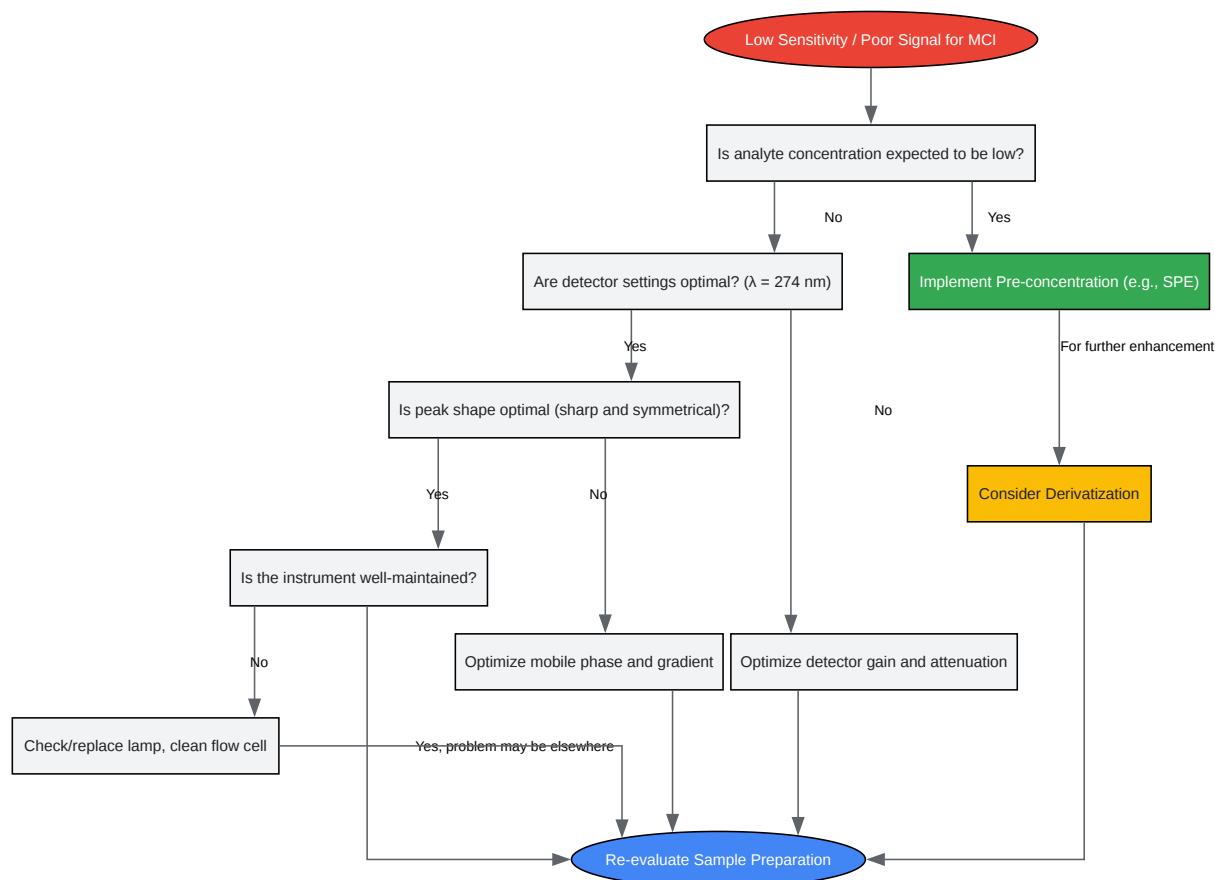 Low Sensitivity / Poor Signal for MCI
Is analyte concentration expected to be low?
No
Yes
Are detector settings optimal? (λ = 274 nm)
Implement Pre-concentration (e.g., SPE)
Yes
For further enhancement
Is peak shape optimal (sharp and symmetrical)?
No
Yes
No
Consider Derivatization
Is the instrument well-maintained?
No
Optimize mobile phase and gradient
Optimize detector gain and attenuation
Check/replace lamp, clean flow cell
Yes, problem may be elsewhere
Re-evaluate Sample Preparation